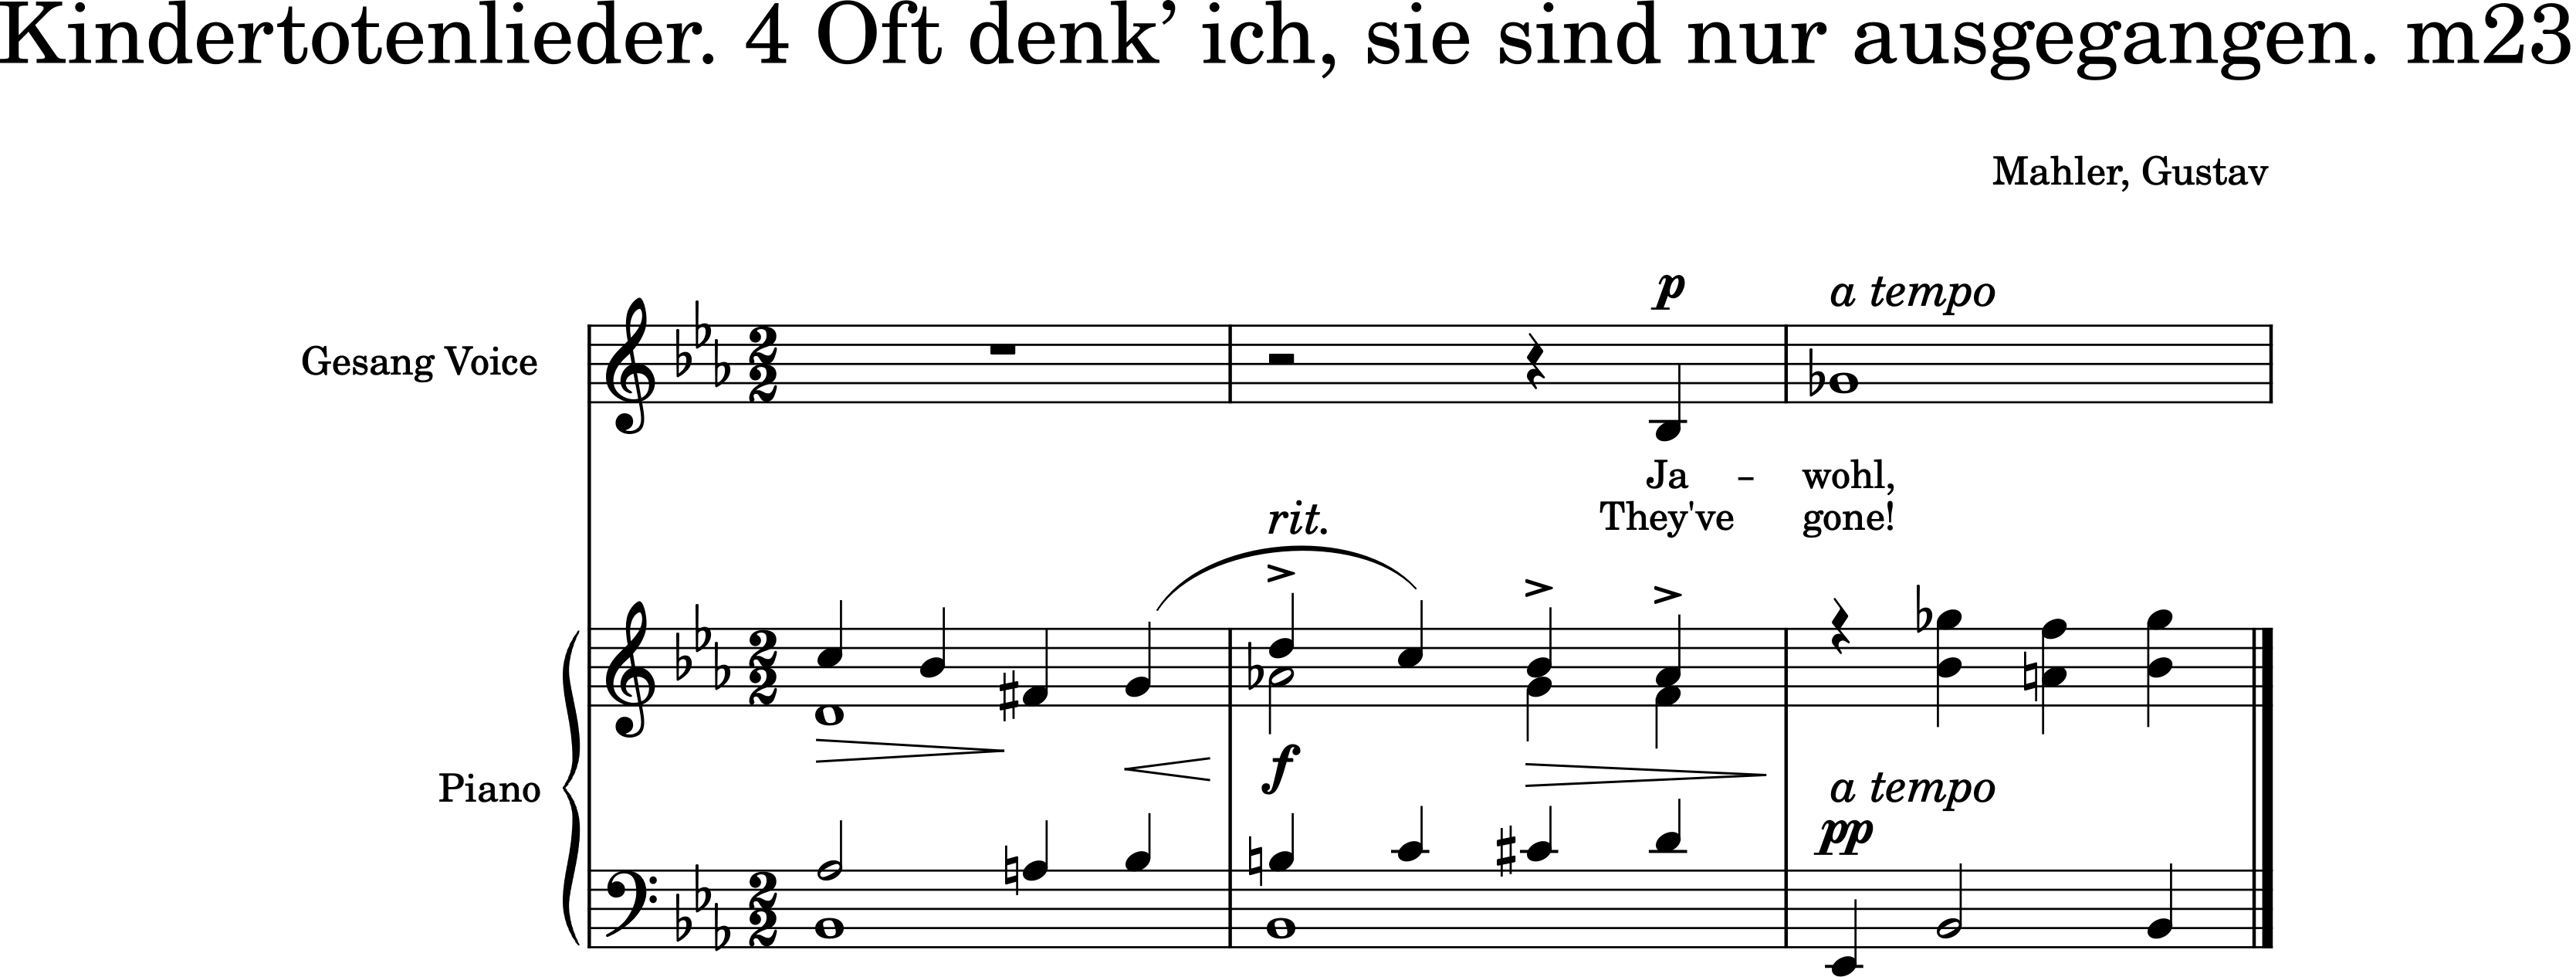 Kindertotenlieder. 4 Oft denk’ ich, sie sind nur ausgegangen. m23
Mahler, Gustav
p
a tempo
Gesang Voice
Ja - wohl,
They've gone!
rit.
f
Piano
a tempo
pp